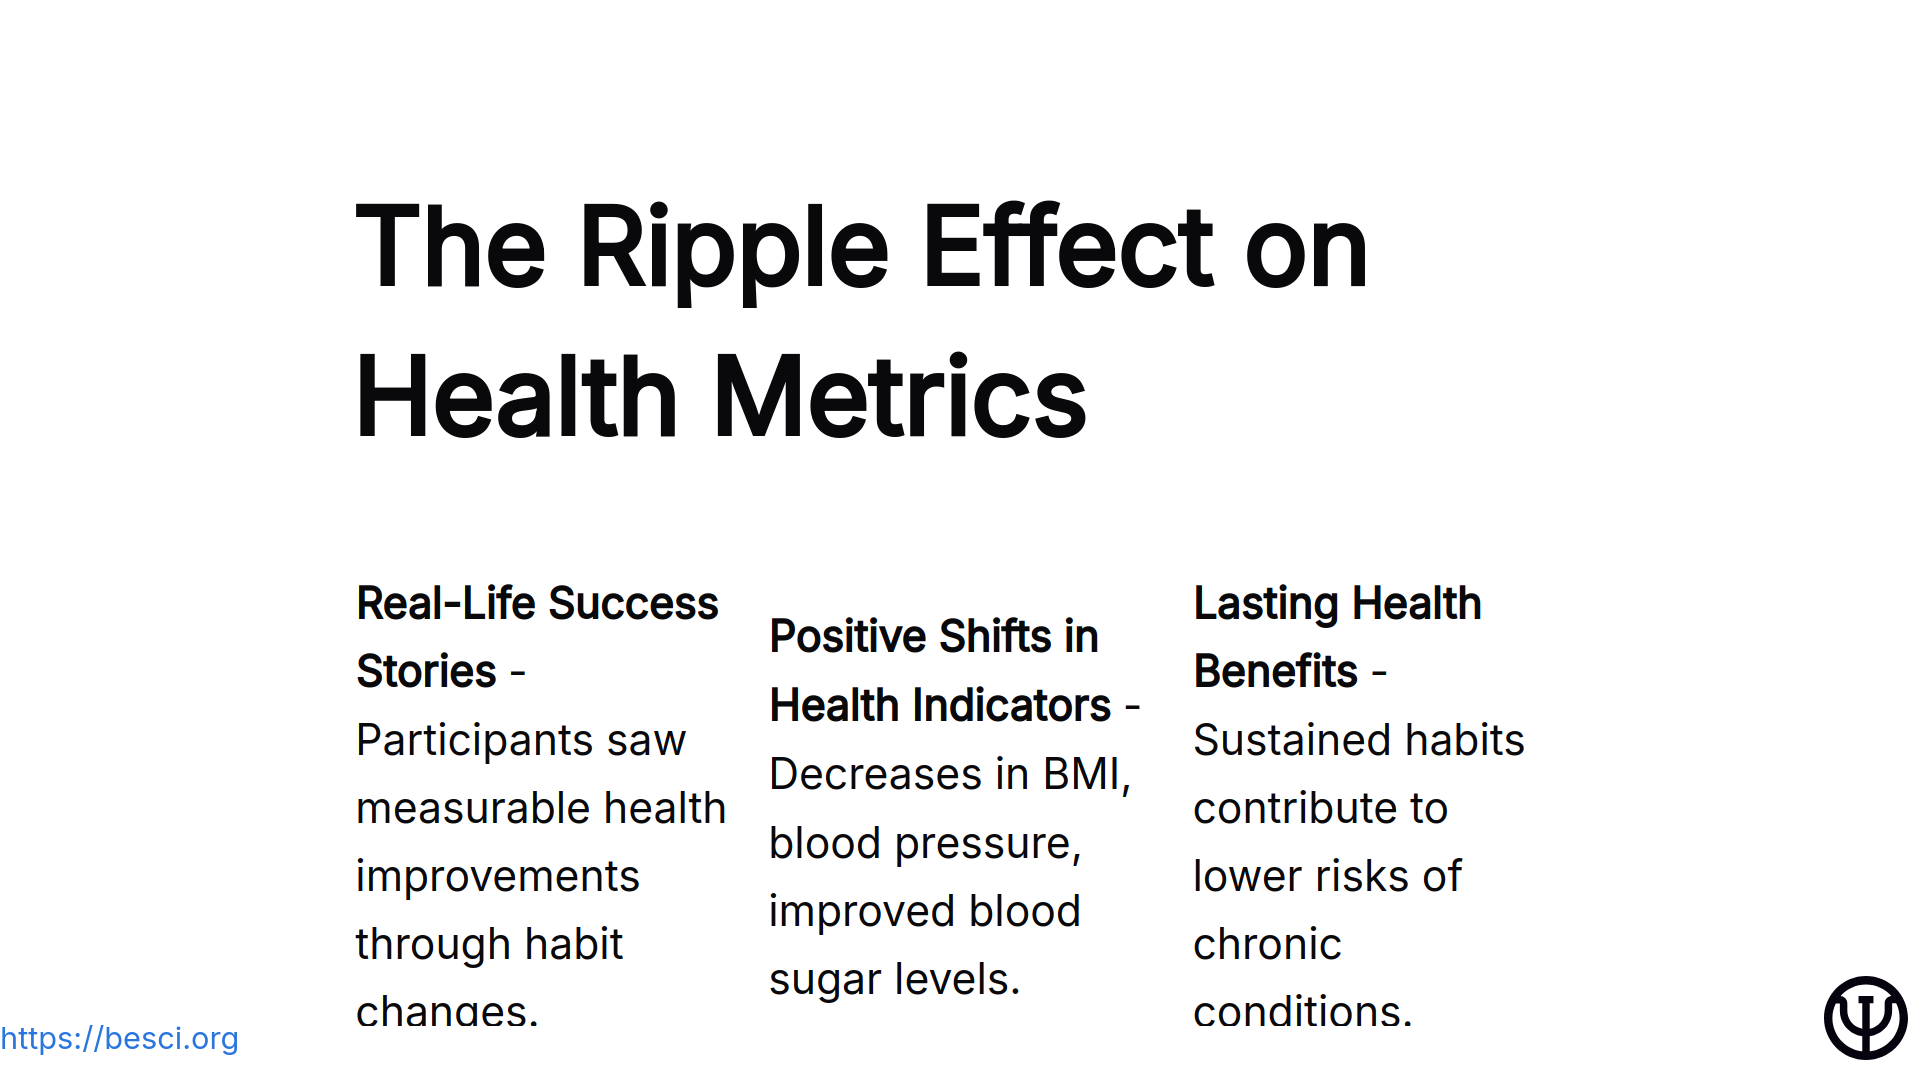 The Ripple Effect on
Health Metrics
Real-Life Success
Stories -
Participants saw
measurable health
improvements
through habit
changes.
Positive Shifts in
Health Indicators -
Decreases in BMI,
blood pressure,
improved blood
sugar levels.
Lasting Health
Benefits -
Sustained habits
contribute to
lower risks of
chronic
conditions.
https://besci.org